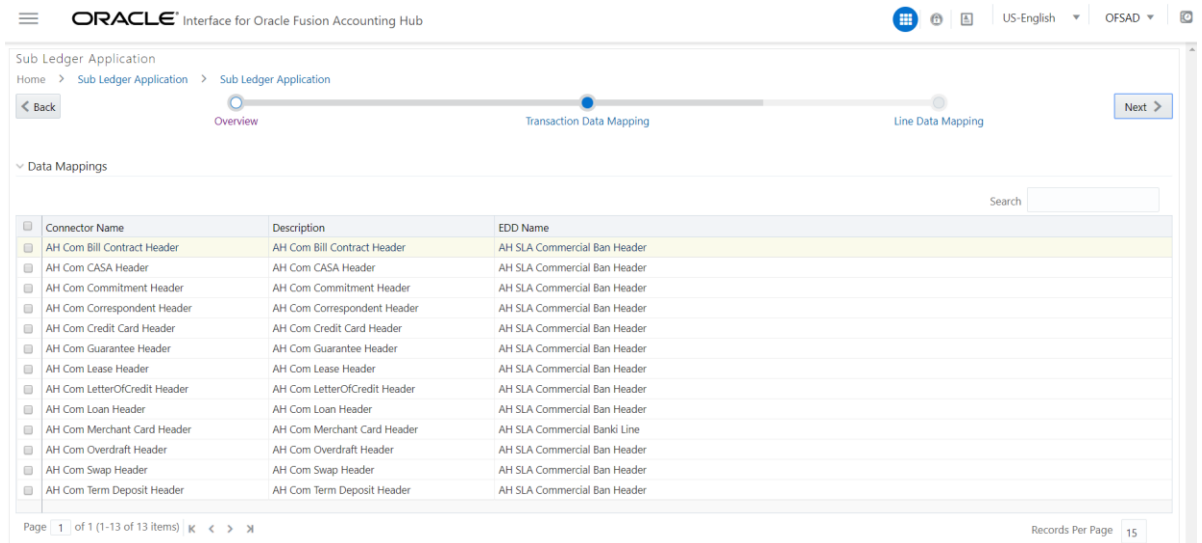 ORACLE® Interface for Oracle Fusion Accounting Hub US-English OFSAD
Sub Ledger Application
Home > Sub Ledger Application > Sub Ledger Application
< Back Next >
Overview Transaction Data Mapping Line Data Mapping
Data Mappings
Search
Connector Name Description EDD Name
AH Com Bill Contract Header AH Com Bill Contract Header AH SLA Commercial Ban Header
AH Com CASA Header AH Com CASA Header AH SLA Commercial Ban Header
AH Com Commitment Header AH Com Commitment Header AH SLA Commercial Ban Header
AH Com Correspondent Header AH Com Correspondent Header AH SLA Commercial Ban Header
AH Com Credit Card Header AH Com Credit Card Header AH SLA Commercial Ban Header
AH Com Guarantee Header AH Com Guarantee Header AH SLA Commercial Ban Header
AH Com Lease Header AH Com Lease Header AH SLA Commercial Ban Header
AH Com LetterOfCredit Header AH Com LetterOfCredit Header AH SLA Commercial Ban Header
AH Com Loan Header AH Com Loan Header AH SLA Commercial Ban Header
AH Com Merchant Card Header AH Com Merchant Card Header AH SLA Commercial Banki Line
AH Com Overdraft Header AH Com Overdraft Header AH SLA Commercial Ban Header
AH Com Swap Header AH Com Swap Header AH SLA Commercial Ban Header
AH Com Term Deposit Header AH Com Term Deposit Header AH SLA Commercial Ban Header
Page 1 of 1 (1-13 of 13 items) Records Per Page 15